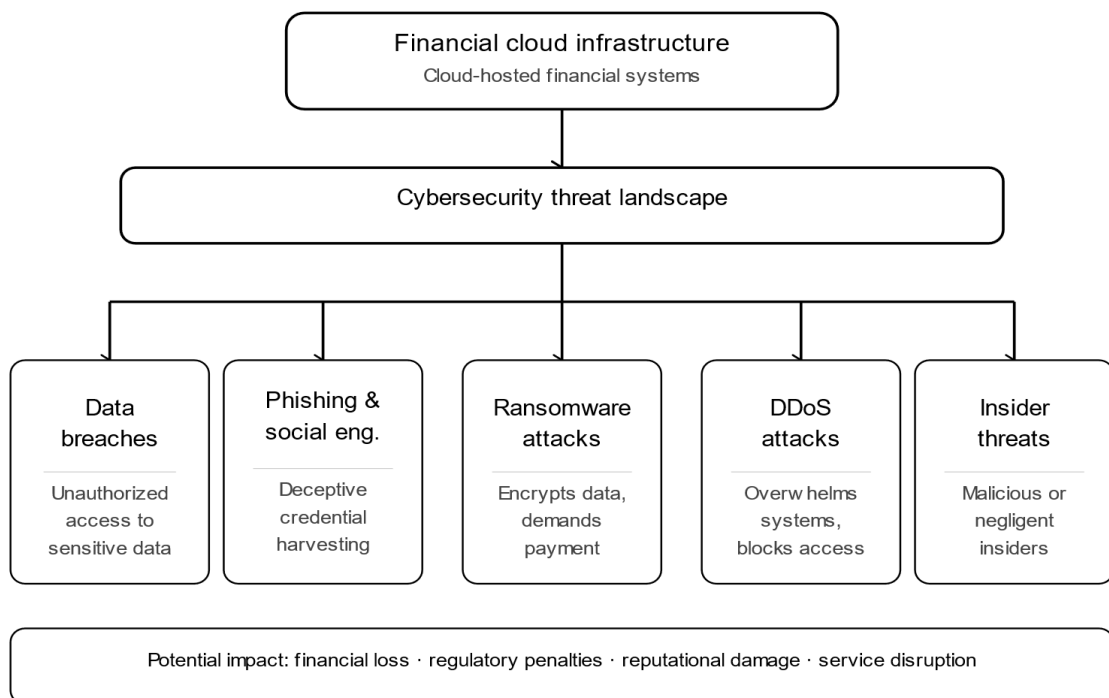 Financial cloud infrastructure
Cloud-hosted financial systems
Cybersecurity threat landscape
Data
breaches
Unauthorized
access to
sensitive data
Phishing &
social eng.
Deceptive
credential
harvesting
Ransomware
attacks
Encrypts data,
demands
payment
DDoS
attacks
Overwhelms
systems,
blocks access
Insider
threats
Malicious or
negligent
insiders
Potential impact: financial loss · regulatory penalties · reputational damage · service disruption